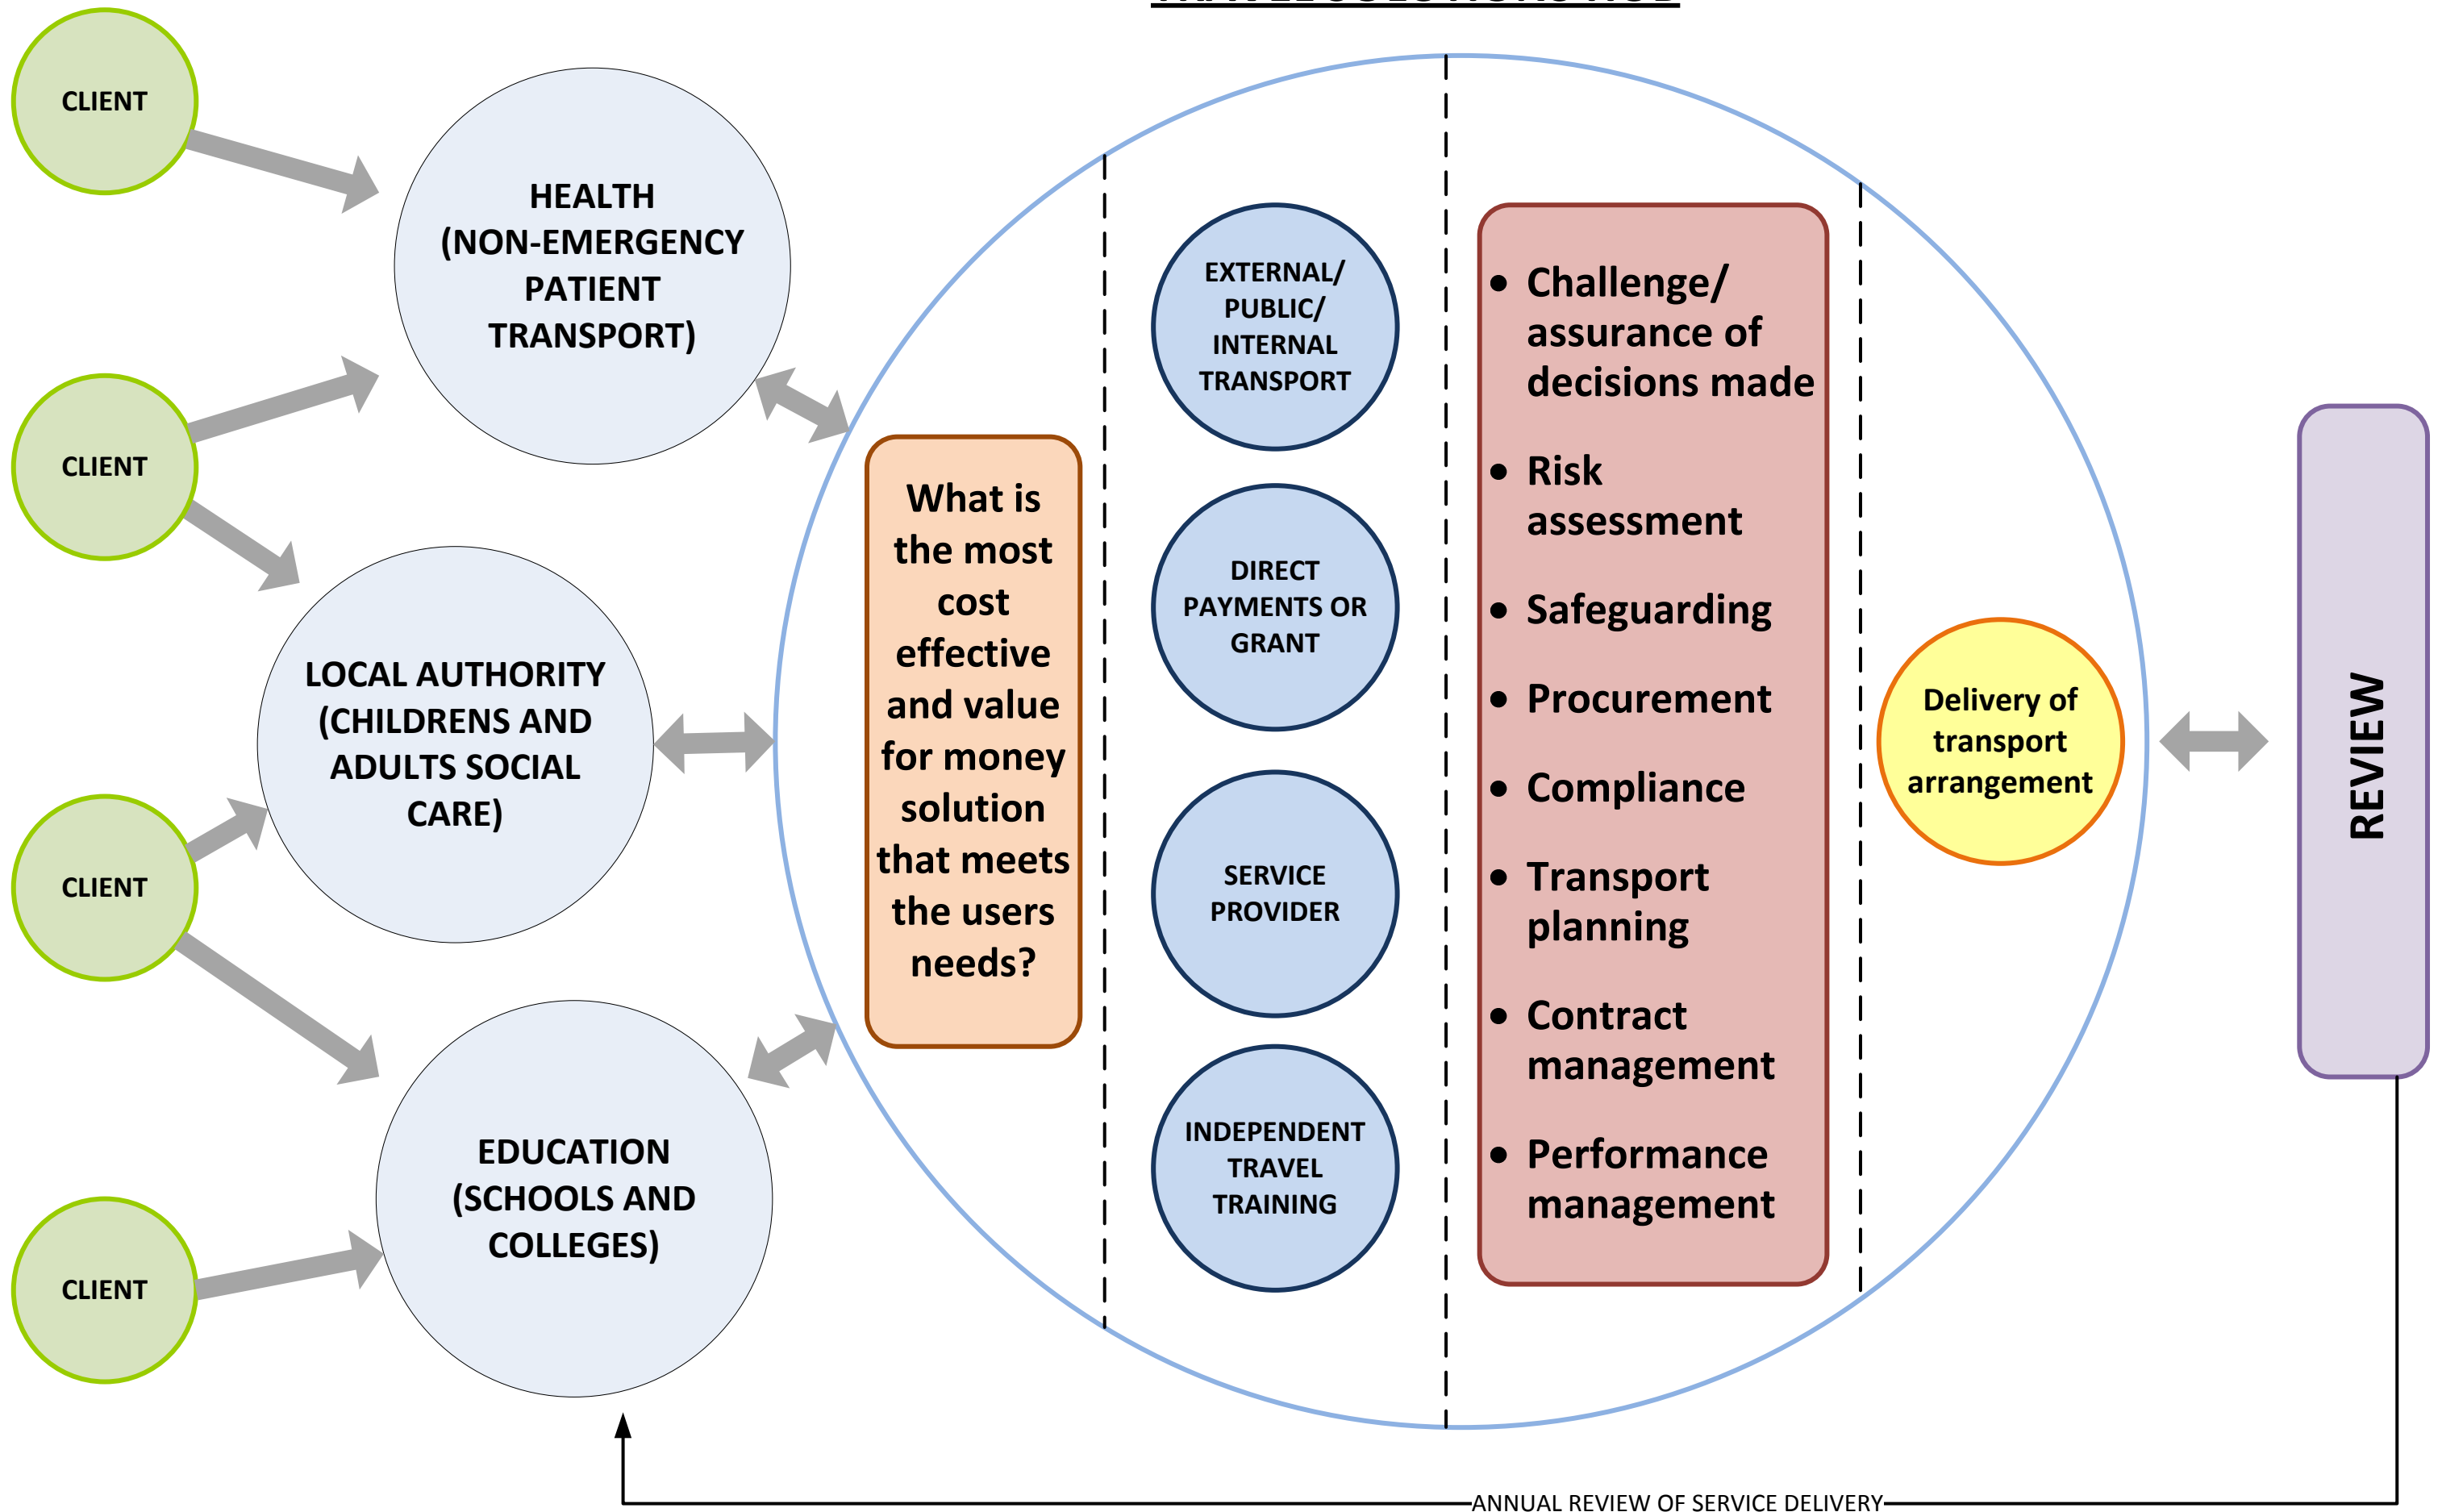 TRAVEL SOLUTIONS HUB
CLIENT
CLIENT
CLIENT
CLIENT
HEALTH
(NON-EMERGENCY
PATIENT
TRANSPORT)
LOCAL AUTHORITY
(CHILDRENS AND
ADULTS SOCIAL
CARE)
EDUCATION
(SCHOOLS AND
COLLEGES)
What is
the most
cost
effective
and value
for money
solution
that meets
the users
needs?
EXTERNAL/
PUBLIC/
INTERNAL
TRANSPORT
DIRECT
PAYMENTS OR
GRANT
SERVICE
PROVIDER
INDEPENDENT
TRAVEL
TRAINING
• Challenge/
assurance of
decisions made
• Risk
assessment
• Safeguarding
• Procurement
• Compliance
• Transport
planning
• Contract
management
• Performance
management
Delivery of
transport
arrangement
REVIEW
ANNUAL REVIEW OF SERVICE DELIVERY